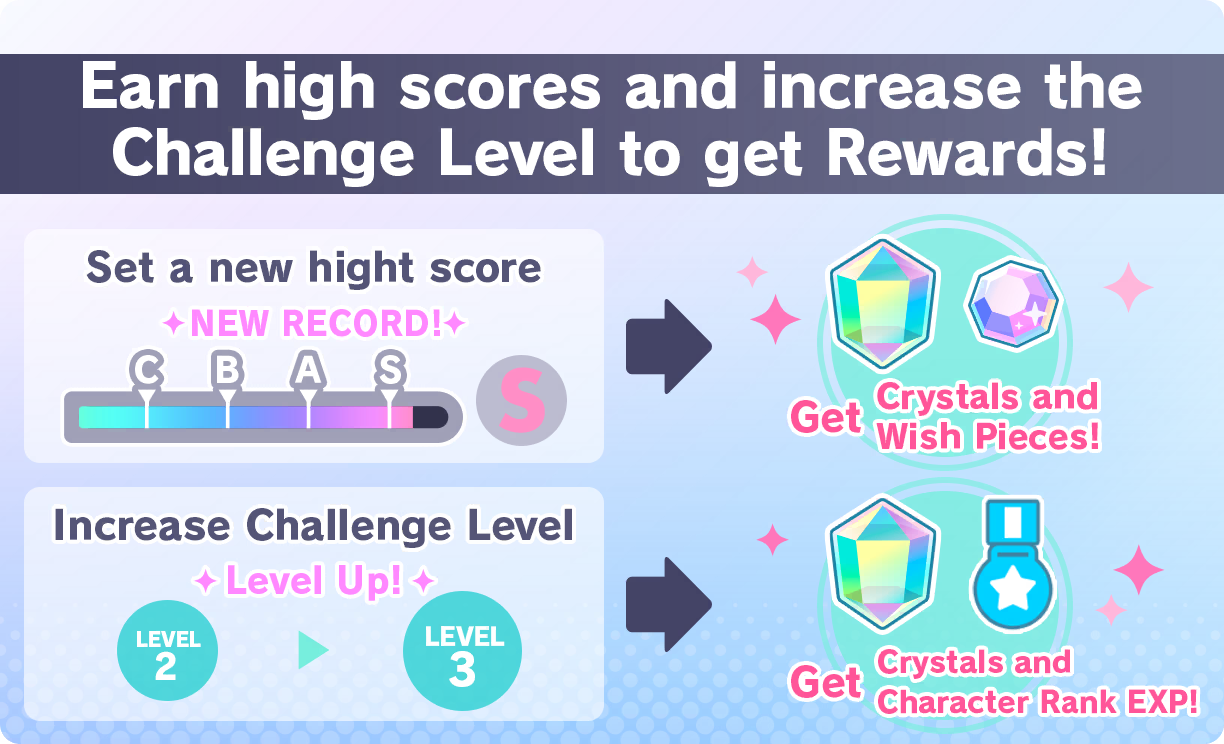 Earn high scores and increase the
Challenge Level to get Rewards!
Set a new hight score
NEW RECORD!
C B A S
S
Get Crystals and
Wish Pieces!
Increase Challenge Level
Level Up!
LEVEL
2
LEVEL
3
Get Crystals and
Character Rank EXP!